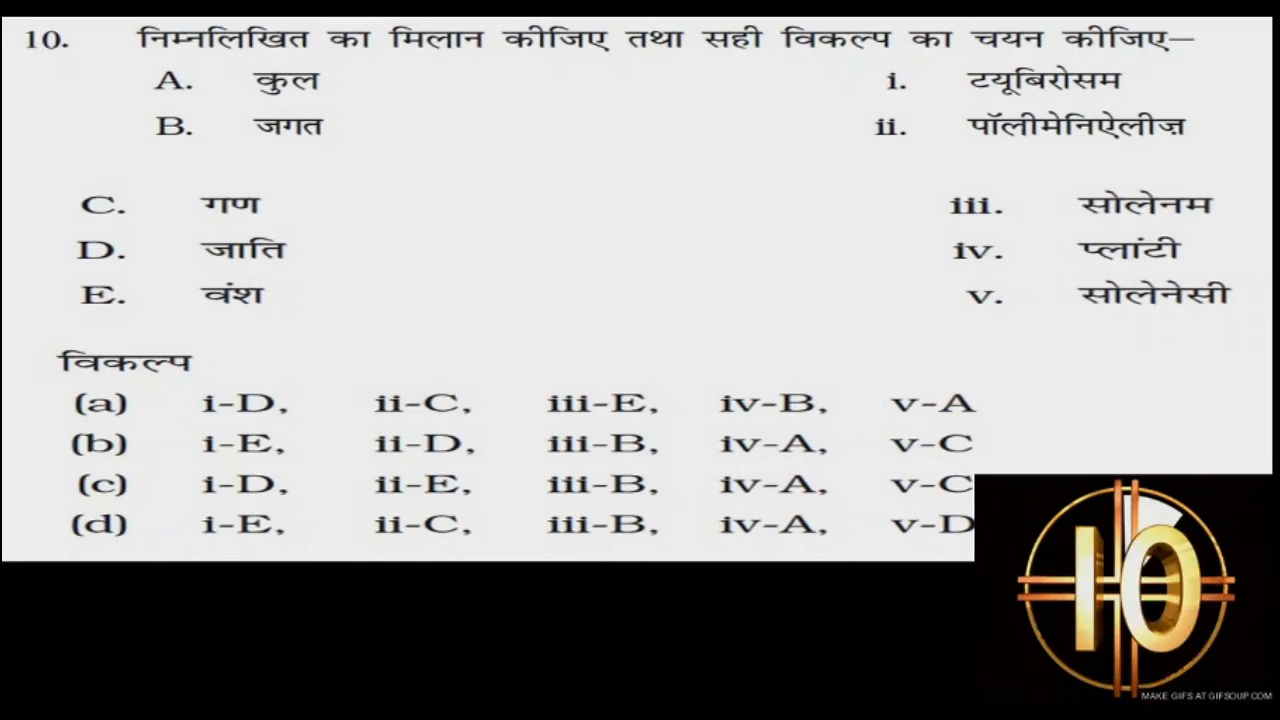 10. निम्नलिखित का मिलान कीजिए तथा सही विकल्प का चयन कीजिए—
A. कुल i. टयूबिरोसम
B. जगत ii. पॉलीमेनिऐलीज़
C. गण iii. सोलेनम
D. जाति iv. प्लांटी
E. वंश v. सोलेनेसी
विकल्प
(a) i-D, ii-C, iii-E, iv-B, v-A
(b) i-E, ii-D, iii-B, iv-A, v-C
(c) i-D, ii-E, iii-B, iv-A, v-C
(d) i-E, ii-C, iii-B, iv-A, v-D
10
MAKE GIFS AT GIFSOUP.COM